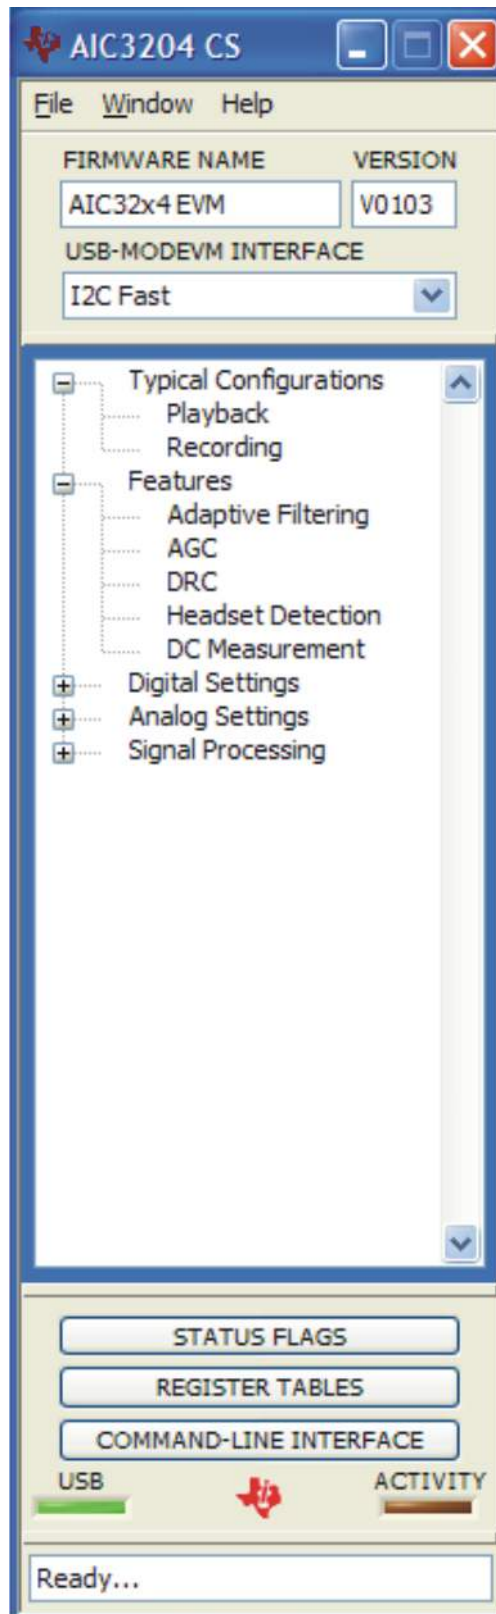 AIC3204 CS
File Window Help
FIRMWARE NAME VERSION
AIC32x4 EVM V0103
USB-MODEVM INTERFACE
I2C Fast
Typical Configurations
Playback
Recording
Features
Adaptive Filtering
AGC
DRC
Headset Detection
DC Measurement
Digital Settings
Analog Settings
Signal Processing
STATUS FLAGS
REGISTER TABLES
COMMAND-LINE INTERFACE
USB ACTIVITY
Ready...